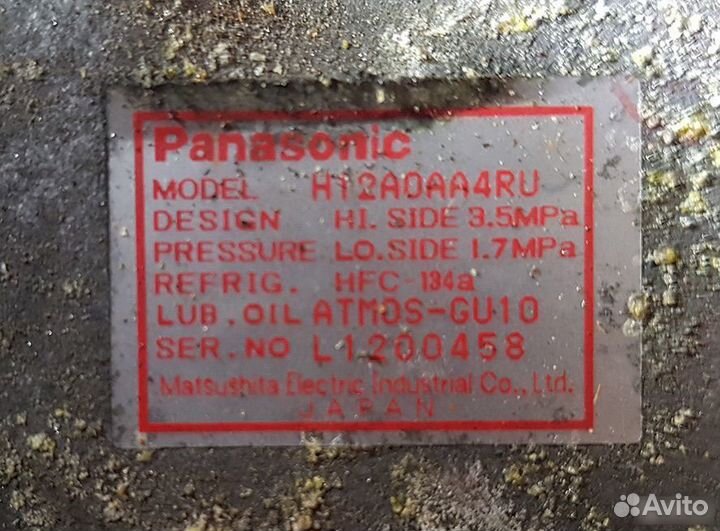 Panasonic
MODEL H12A0AA4RU
DESIGN HI. SIDE 3.5MPa
PRESSURE LO.SIDE 1.7MPa
REFRIG. HFC-134a
LUB.OIL ATMOS-GU10
SER.NO L1200458
Matsushita Electric Industrial Co., Ltd.
JAPAN
Avito